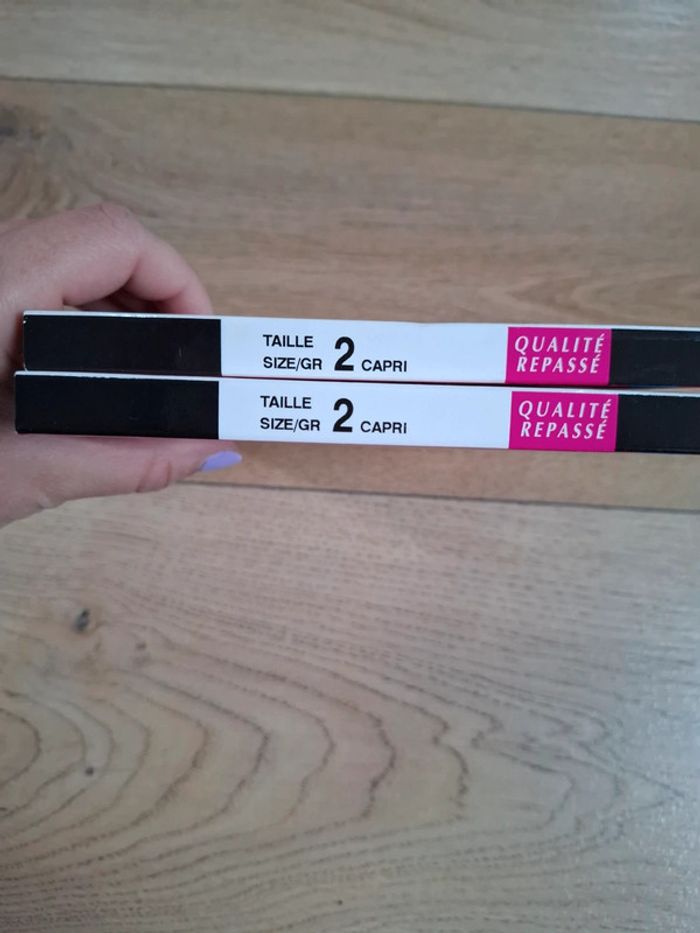 TAILLE
SIZE/GR 2 CAPRI
QUALITÉ
REPASSÉ
TAILLE
SIZE/GR 2 CAPRI
QUALITÉ
REPASSÉ